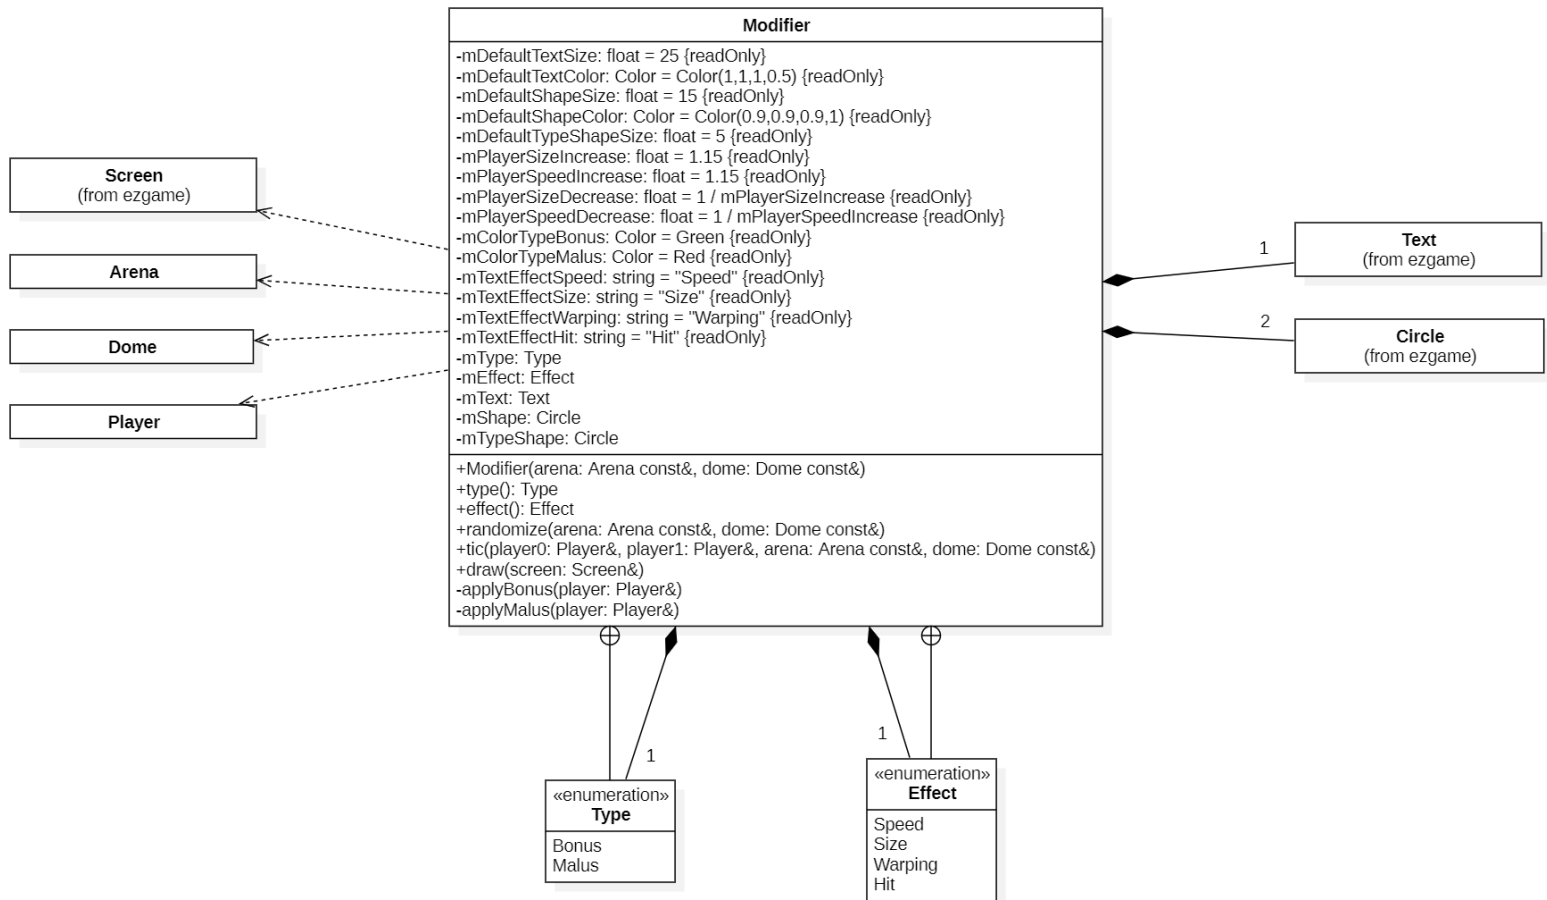 Modifier
-mDefaultTextSize: float = 25 {readOnly}
-mDefaultTextColor: Color = Color(1,1,1,0.5) {readOnly}
-mDefaultShapeSize: float = 15 {readOnly}
-mDefaultShapeColor: Color = Color(0.9,0.9,0.9,1) {readOnly}
-mDefaultTypeShapeSize: float = 5 {readOnly}
-mPlayerSizeIncrease: float = 1.15 {readOnly}
-mPlayerSpeedIncrease: float = 1.15 {readOnly}
-mPlayerSizeDecrease: float = 1 / mPlayerSizeIncrease {readOnly}
-mPlayerSpeedDecrease: float = 1 / mPlayerSpeedIncrease {readOnly}
-mColorTypeBonus: Color = Green {readOnly}
-mColorTypeMalus: Color = Red {readOnly}
-mTextEffectSpeed: string = "Speed" {readOnly}
-mTextEffectSize: string = "Size" {readOnly}
-mTextEffectWarping: string = "Warping" {readOnly}
-mTextEffectHit: string = "Hit" {readOnly}
-mType: Type
-mEffect: Effect
-mText: Text
-mShape: Circle
-mTypeShape: Circle
+Modifier(arena: Arena const&, dome: Dome const&)
+type(): Type
+effect(): Effect
+randomize(arena: Arena const&, dome: Dome const&)
+tic(player0: Player&, player1: Player&, arena: Arena const&, dome: Dome const&)
+draw(screen: Screen&)
-applyBonus(player: Player&)
-applyMalus(player: Player&)
Screen
(from ezgame)
Arena
Dome
Player
1
Text
(from ezgame)
2
Circle
(from ezgame)
1
«enumeration»
Type
Bonus
Malus
1
«enumeration»
Effect
Speed
Size
Warping
Hit